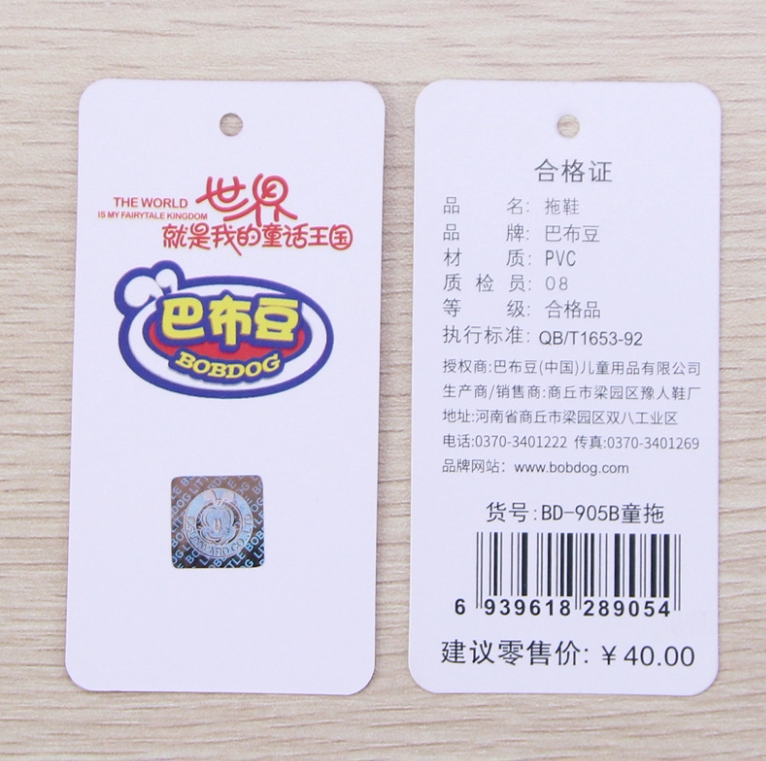 THE WORLD
IS MY FAIRYTALE KINGDOM
世界
就是我的童话王国
巴布豆
BOBDOG
合格证
品 名: 拖鞋
品 牌: 巴布豆
材 质: PVC
质 检 员: 08
等 级: 合格品
执行标准: QB/T1653-92
授权商:巴布豆(中国)儿童用品有限公司
生产商/销售商:商丘市梁园区豫人鞋厂
地址:河南省商丘市梁园区双八工业区
电话:0370-3401222 传真:0370-3401269
品牌网站: www.bobdog.com
货号:BD-905B童拖
6 939618 289054
建议零售价: ￥40.00